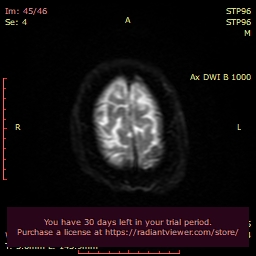 Im: 45/46
Se: 4
A
STP96
STP96
M
Ax DWI B 1000
R
L
You have 30 days left in your trial period.
Purchase a license at https://radiantviewer.com/store/